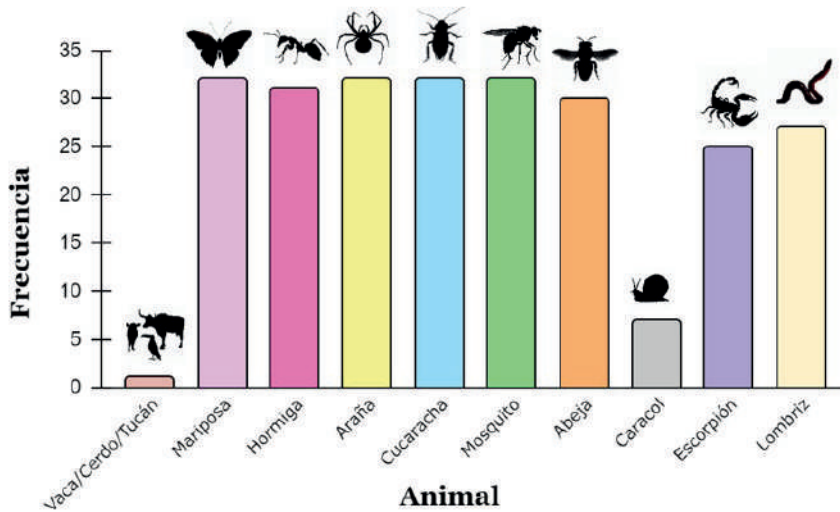 35
30
25
20
15
10
5
0
Frecuencia
Vaca/Cerdo/Tucán
Mariposa
Hormiga
Araña
Cucaracha
Mosquito
Abeja
Caracol
Escorpión
Lombriz
Animal